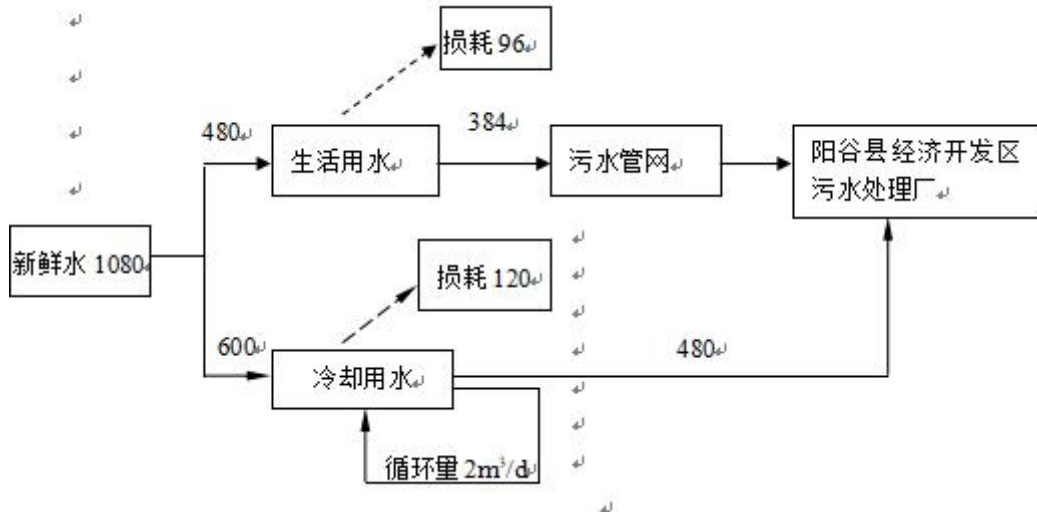 损耗 96
480
384
生活用水
污水管网
阳谷县经济开发区
污水处理厂
新鲜水 1080
损耗 120
600
480
冷却用水
循环量 2m³/d